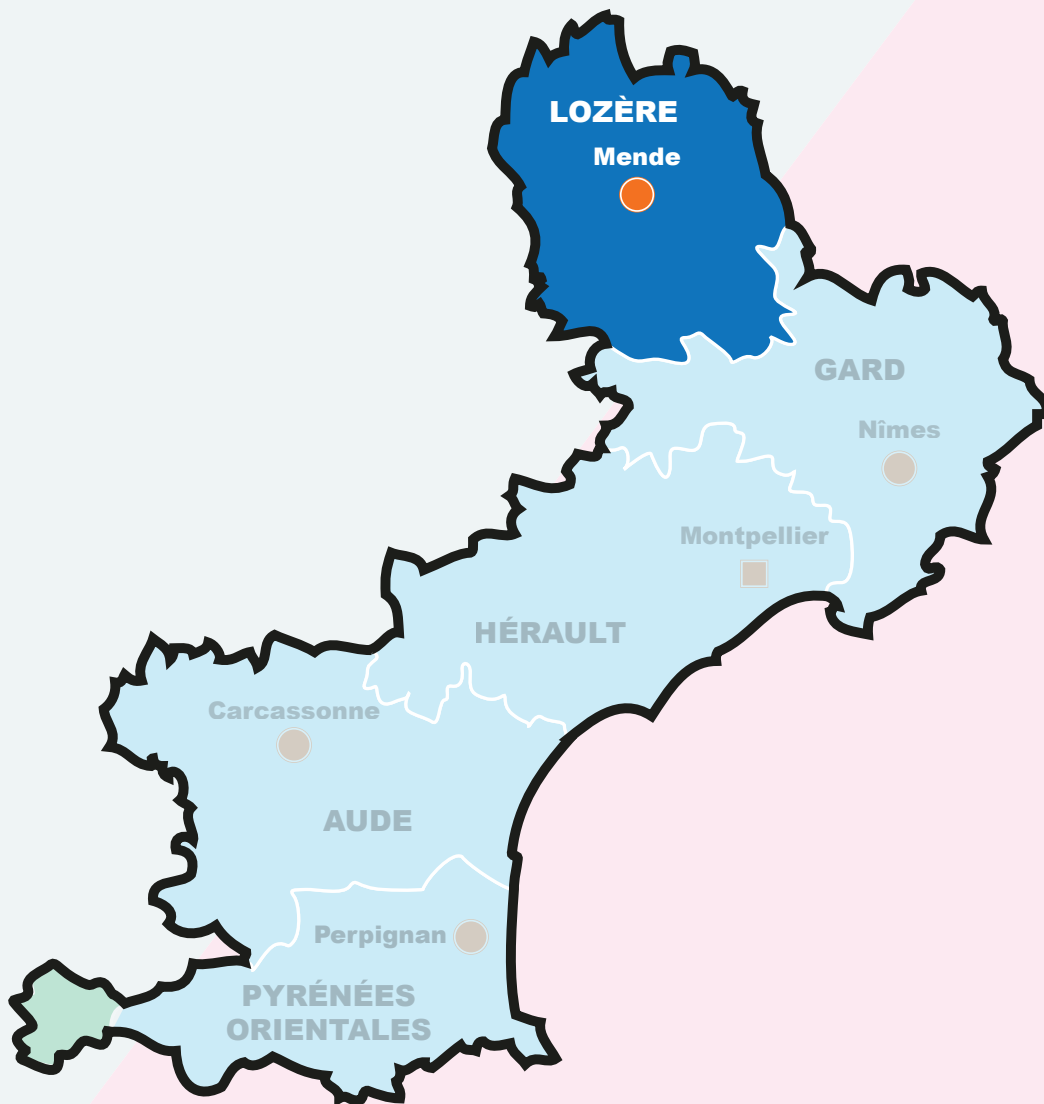 LOZÈRE
Mende
GARD
Nîmes
Montpellier
HÉRAULT
Carcassonne
AUDE
Perpignan
PYRÉNÉES
ORIENTALES